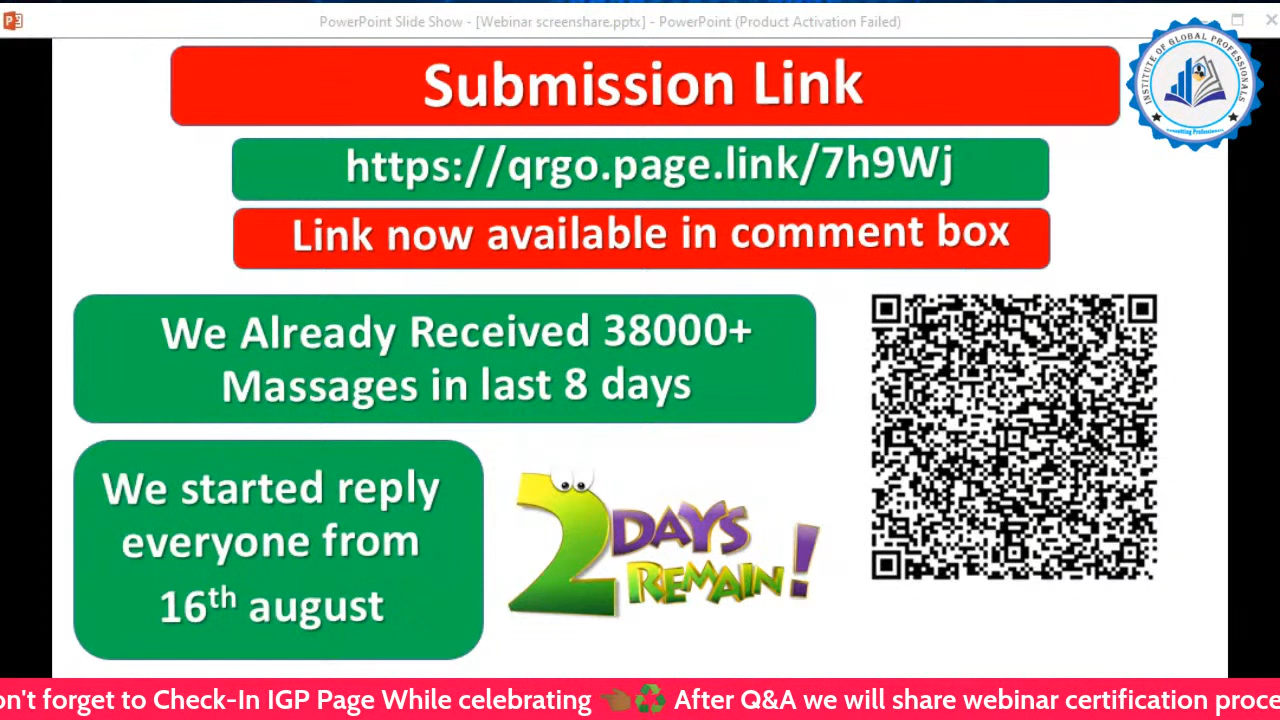 PowerPoint Slide Show - [Webinar screenshare.pptx] - PowerPoint (Product Activation Failed)
INSTITUTE OF GLOBAL PROFESSIONALS
Submission Link
https://qrgo.page.link/7h9Wj
Link now available in comment box
We Already Received 38000+
Massages in last 8 days
We started reply
everyone from
16th august
2 DAYS
REMAIN!
on't forget to Check-In IGP Page While celebrating 👈🏾♻️ After Q&A we will share webinar certification proce